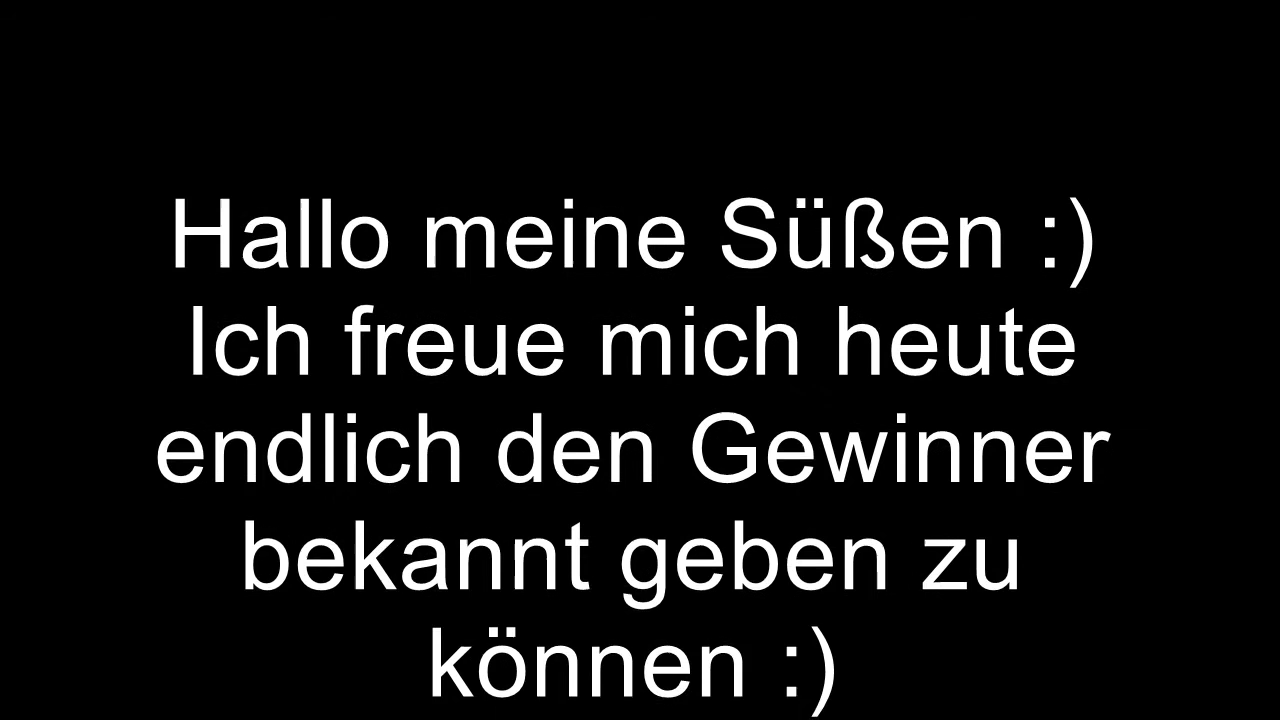 Hallo meine Süßen :)
Ich freue mich heute
endlich den Gewinner
bekannt geben zu
können :)